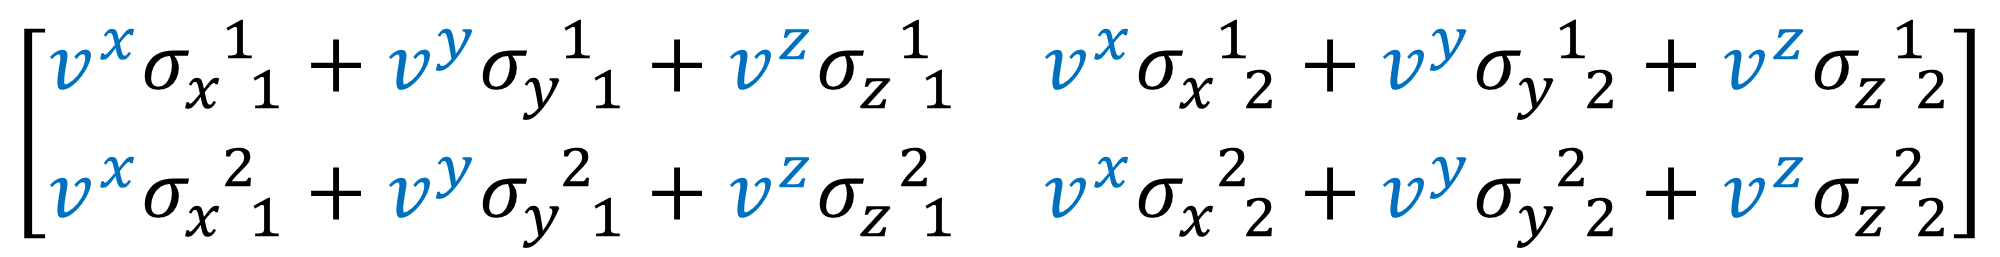 [v^x σ_x^1_1 + v^y σ_y^1_1 + v^z σ_z^1_1 v^x σ_x^1_2 + v^y σ_y^1_2 + v^z σ_z^1_2
v^x σ_x^2_1 + v^y σ_y^2_1 + v^z σ_z^2_1 v^x σ_x^2_2 + v^y σ_y^2_2 + v^z σ_z^2_2]